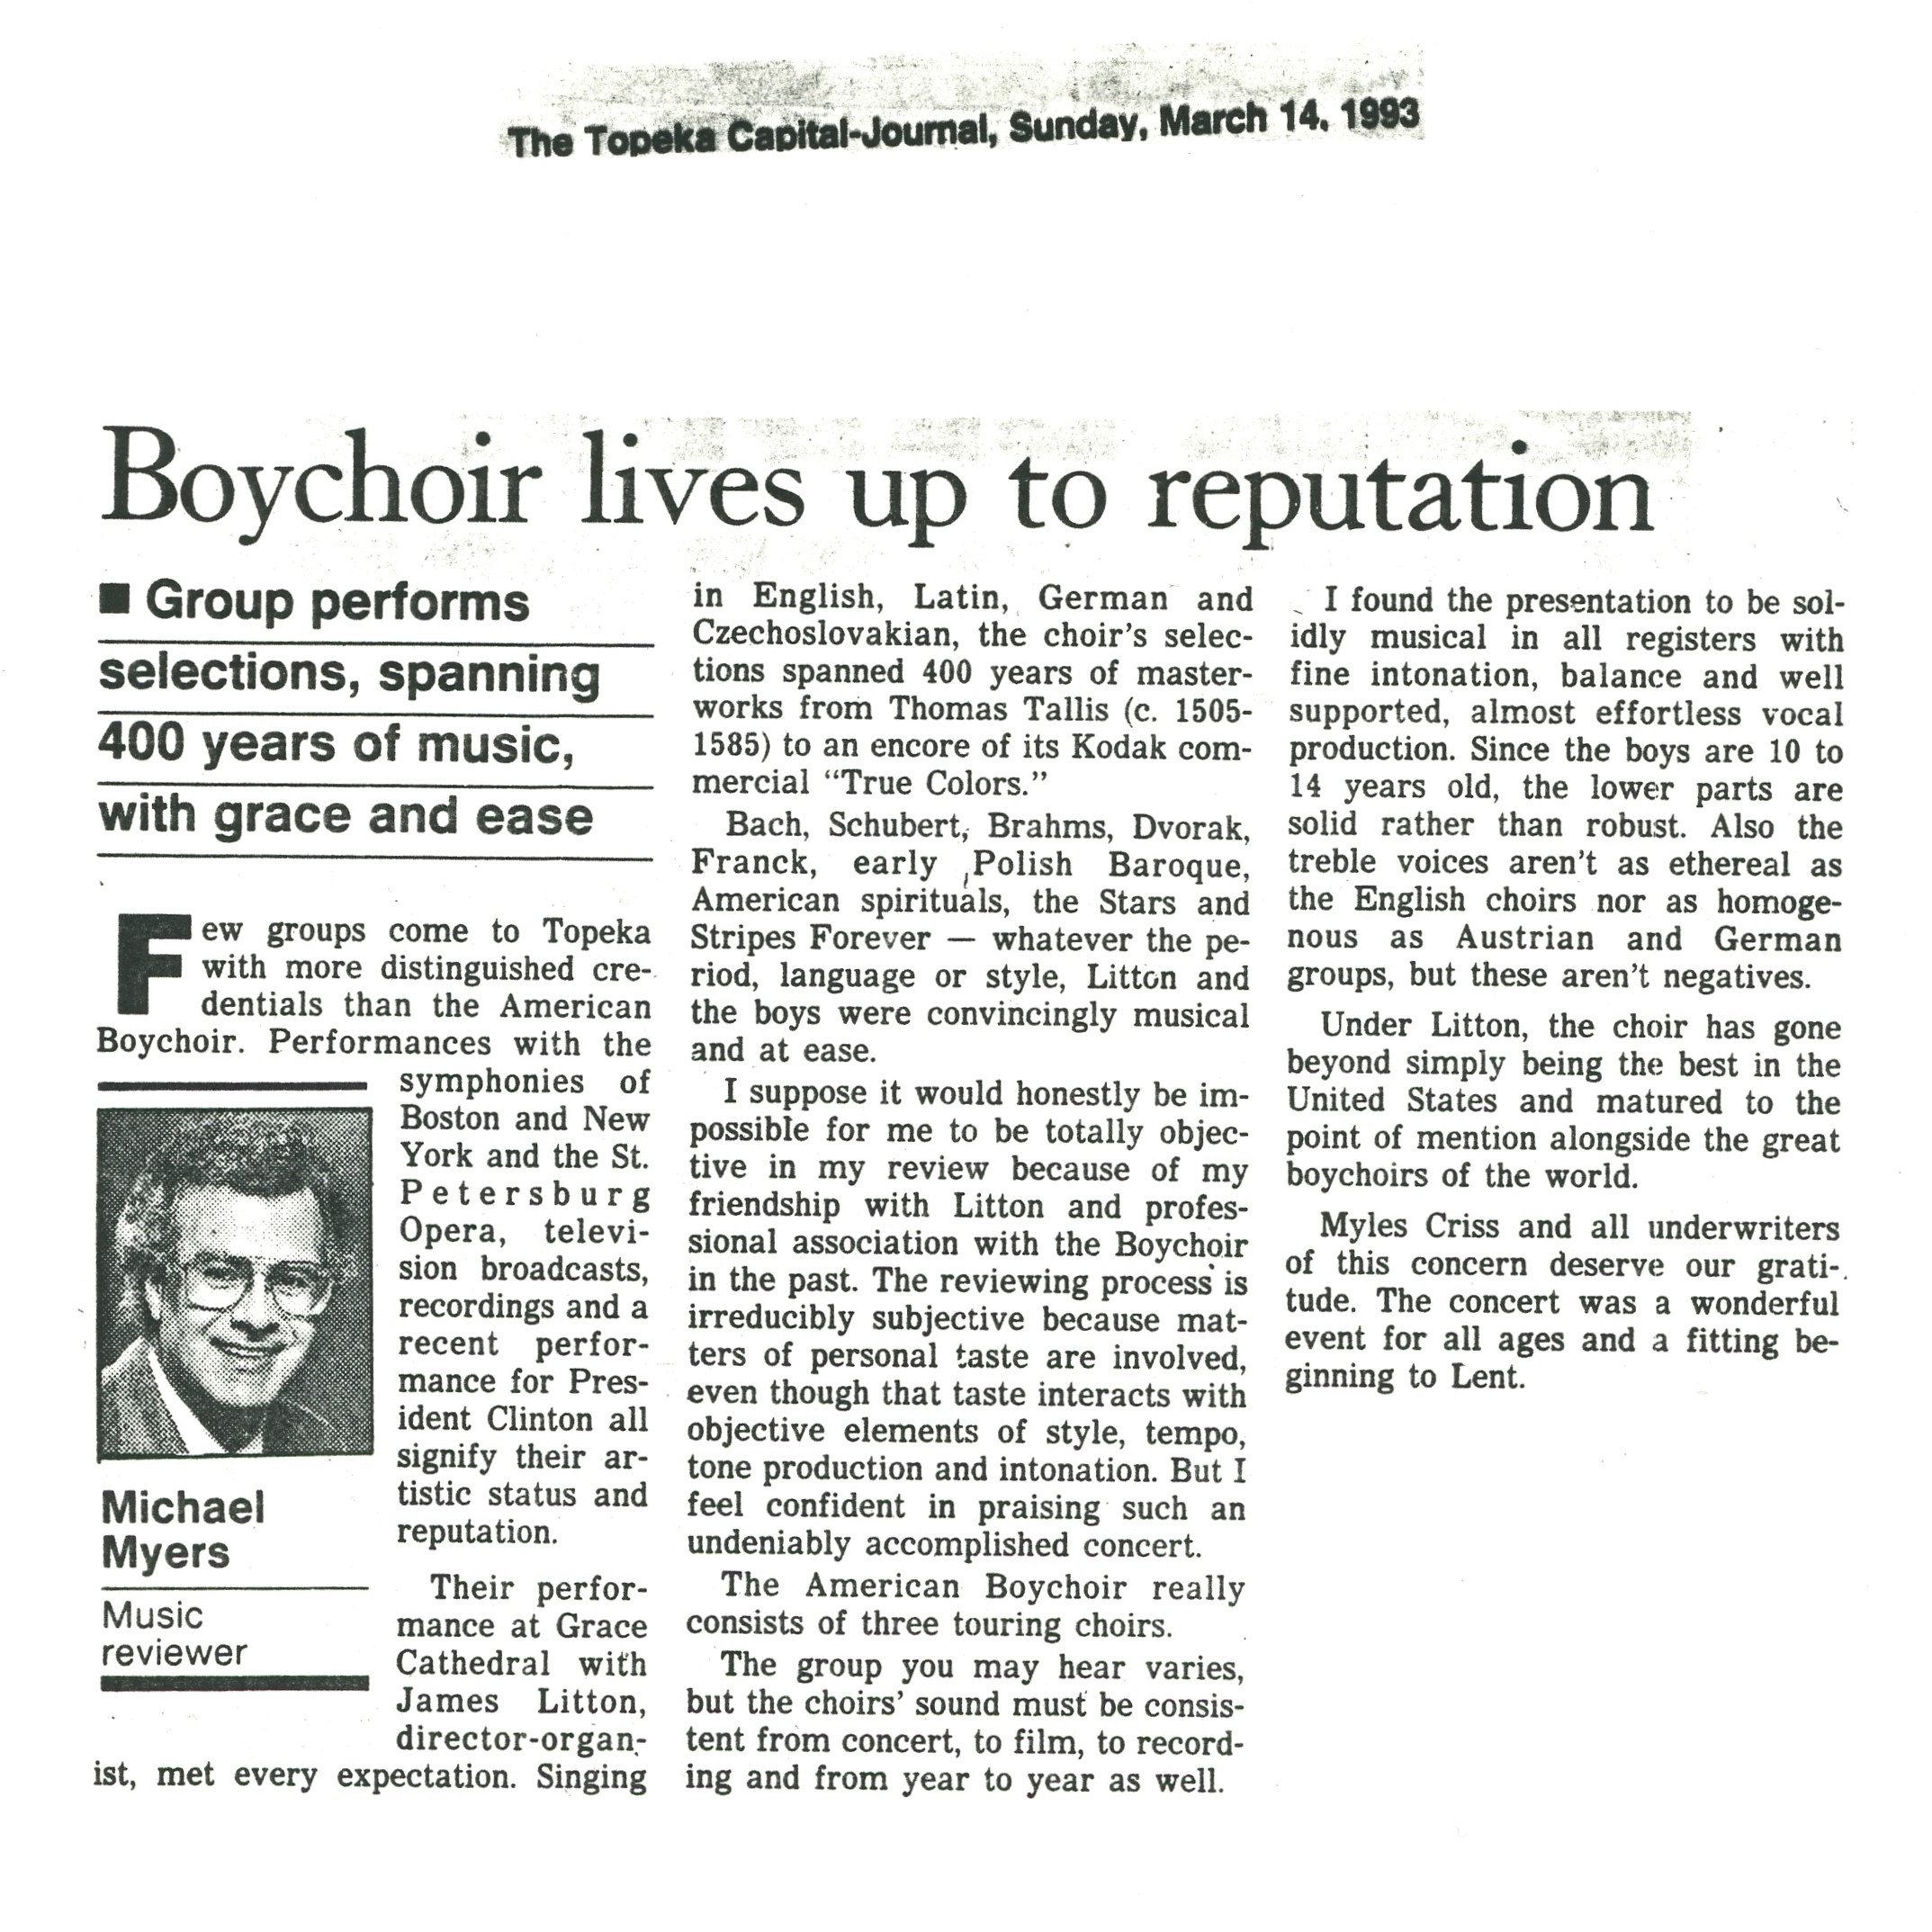 The Topeka Capital-Journal, Sunday, March 14, 1993
Boychoir lives up to reputation
■ Group performs
selections, spanning
400 years of music,
with grace and ease
Few groups come to Topeka
with more distinguished cre-
dentials than the American
Boychoir. Performances with the
symphonies of
Boston and New
York and the St.
Petersburg
Opera, televi-
sion broadcasts,
recordings and a
recent perfor-
mance for Pres-
ident Clinton all
signify their ar-
tistic status and
reputation.
Michael
Myers
Music
reviewer
Their perfor-
mance at Grace
Cathedral with
James Litton,
director-organ-
ist, met every expectation. Singing
in English, Latin, German and
Czechoslovakian, the choir's selec-
tions spanned 400 years of master-
works from Thomas Tallis (c. 1505-
1585) to an encore of its Kodak com-
mercial “True Colors.”
Bach, Schubert, Brahms, Dvorak,
Franck, early Polish Baroque,
American spirituals, the Stars and
Stripes Forever — whatever the pe-
riod, language or style, Litton and
the boys were convincingly musical
and at ease.
I suppose it would honestly be im-
possible for me to be totally objec-
tive in my review because of my
friendship with Litton and profes-
sional association with the Boychoir
in the past. The reviewing process is
irreducibly subjective because mat-
ters of personal taste are involved,
even though that taste interacts with
objective elements of style, tempo,
tone production and intonation. But I
feel confident in praising such an
undeniably accomplished concert.
The American Boychoir really
consists of three touring choirs.
The group you may hear varies,
but the choirs' sound must be consis-
tent from concert, to film, to record-
ing and from year to year as well.
I found the presentation to be sol-
idly musical in all registers with
fine intonation, balance and well
supported, almost effortless vocal
production. Since the boys are 10 to
14 years old, the lower parts are
solid rather than robust. Also the
treble voices aren't as ethereal as
the English choirs nor as homoge-
nous as Austrian and German
groups, but these aren't negatives.
Under Litton, the choir has gone
beyond simply being the best in the
United States and matured to the
point of mention alongside the great
boychoirs of the world.
Myles Criss and all underwriters
of this concern deserve our grati-
tude. The concert was a wonderful
event for all ages and a fitting be-
ginning to Lent.